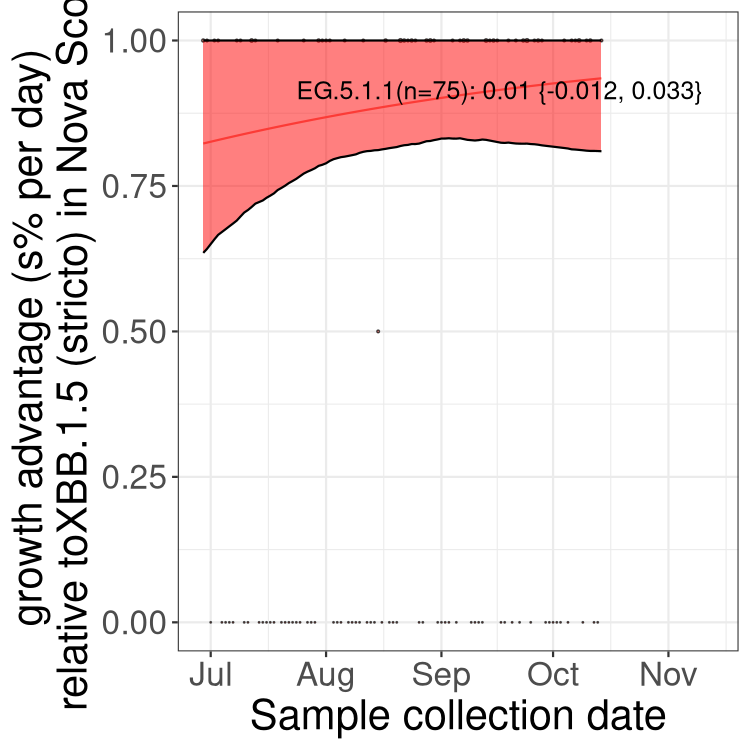 growth advantage (s% per day)
relative toXBB.1.5 (stricto) in Nova Sco
1.00
0.75
0.50
0.25
0.00
EG.5.1.1(n=75): 0.01 {-0.012, 0.033}
Jul Aug Sep Oct Nov
Sample collection date